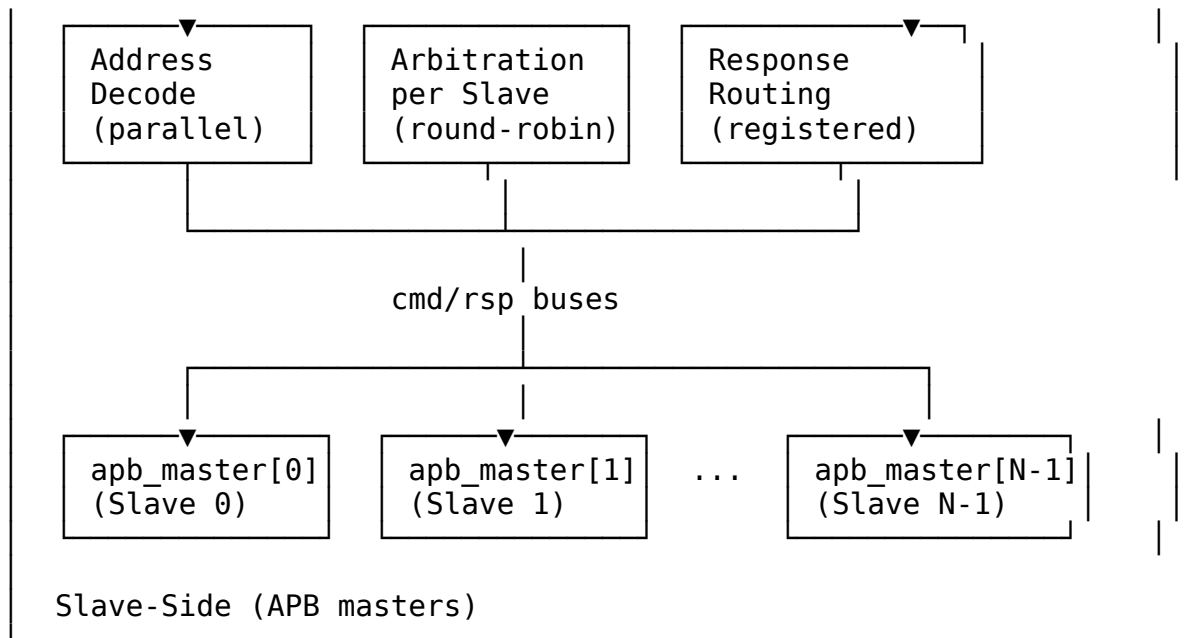 Address
Decode
(parallel)
Arbitration
per Slave
(round-robin)
Response
Routing
(registered)
cmd/rsp buses
apb_master[0]
(Slave 0)
apb_master[1]
(Slave 1)
...
apb_master[N-1]
(Slave N-1)
Slave-Side (APB masters)